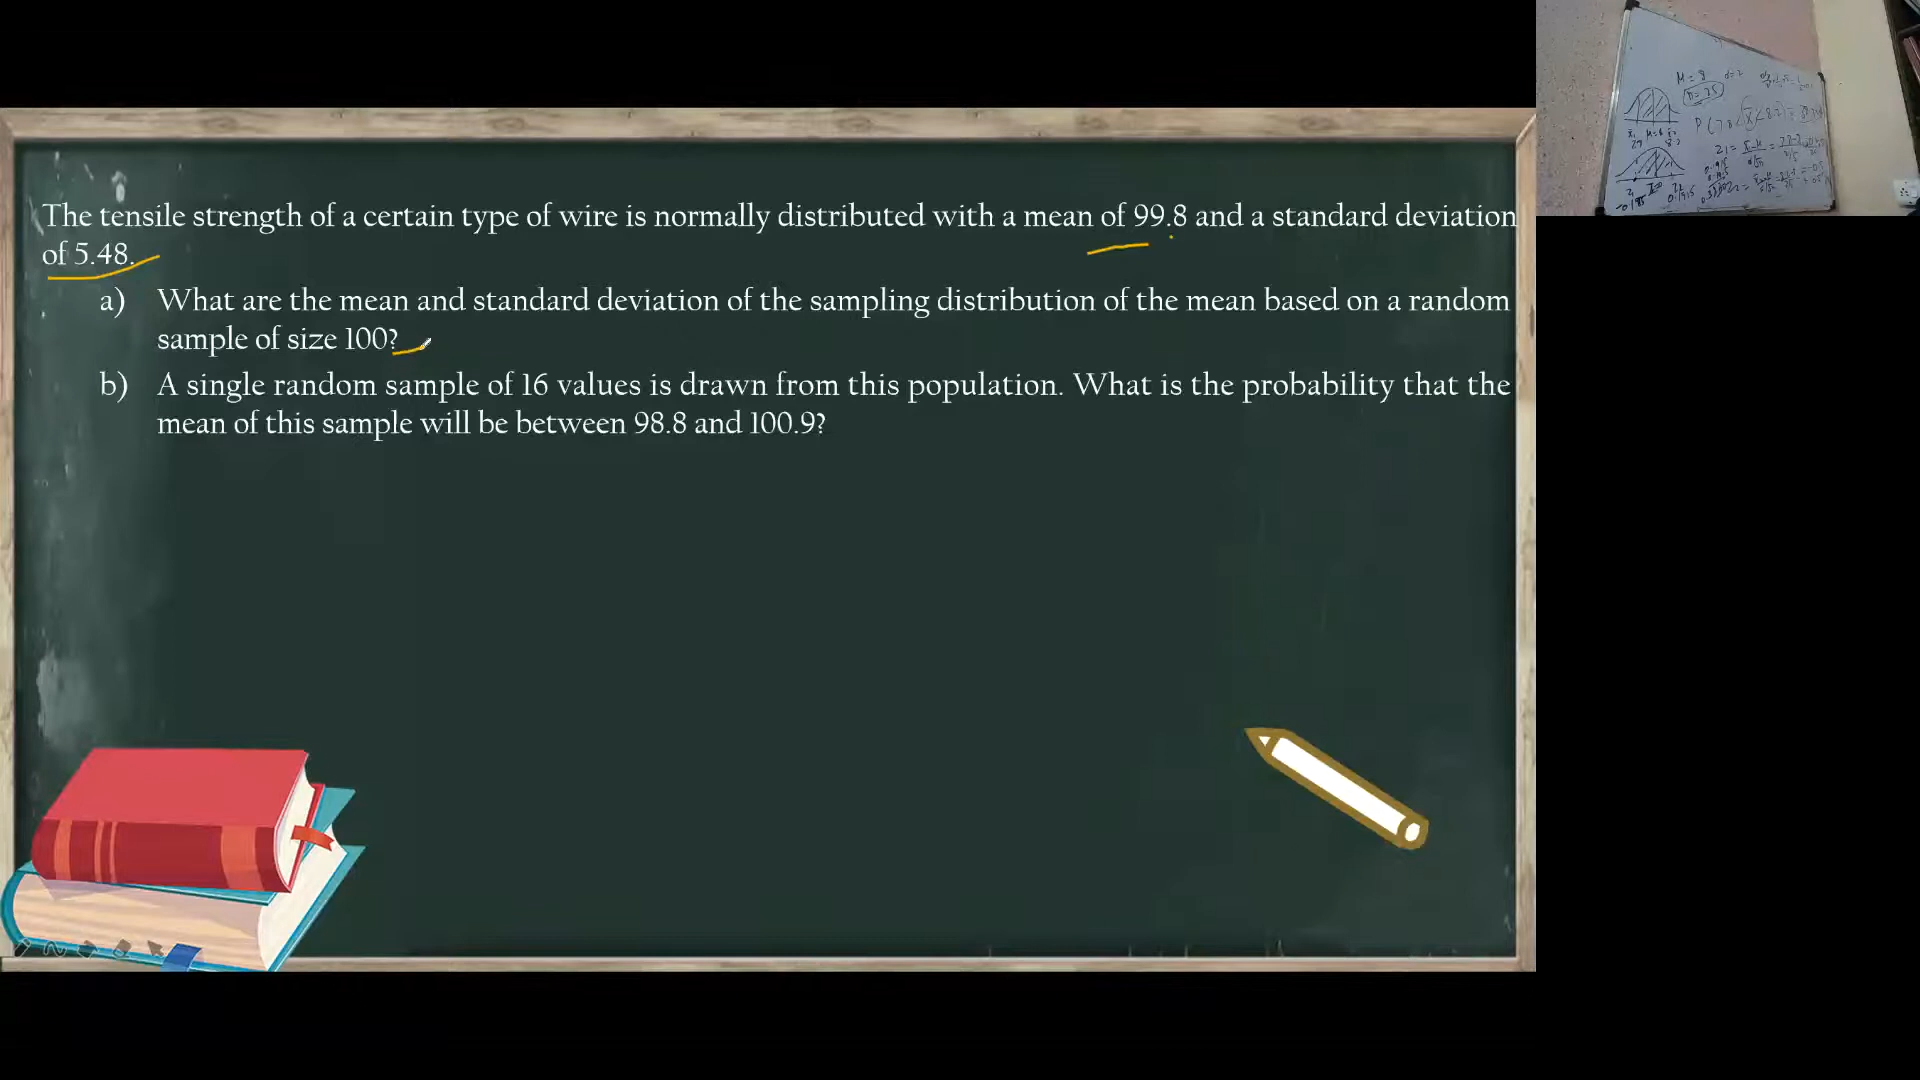 The tensile strength of a certain type of wire is normally distributed with a mean of 99.8 and a standard deviation
of 5.48.
a) What are the mean and standard deviation of the sampling distribution of the mean based on a random
sample of size 100?
b) A single random sample of 16 values is drawn from this population. What is the probability that the
mean of this sample will be between 98.8 and 100.9?
M = 8
n = 25